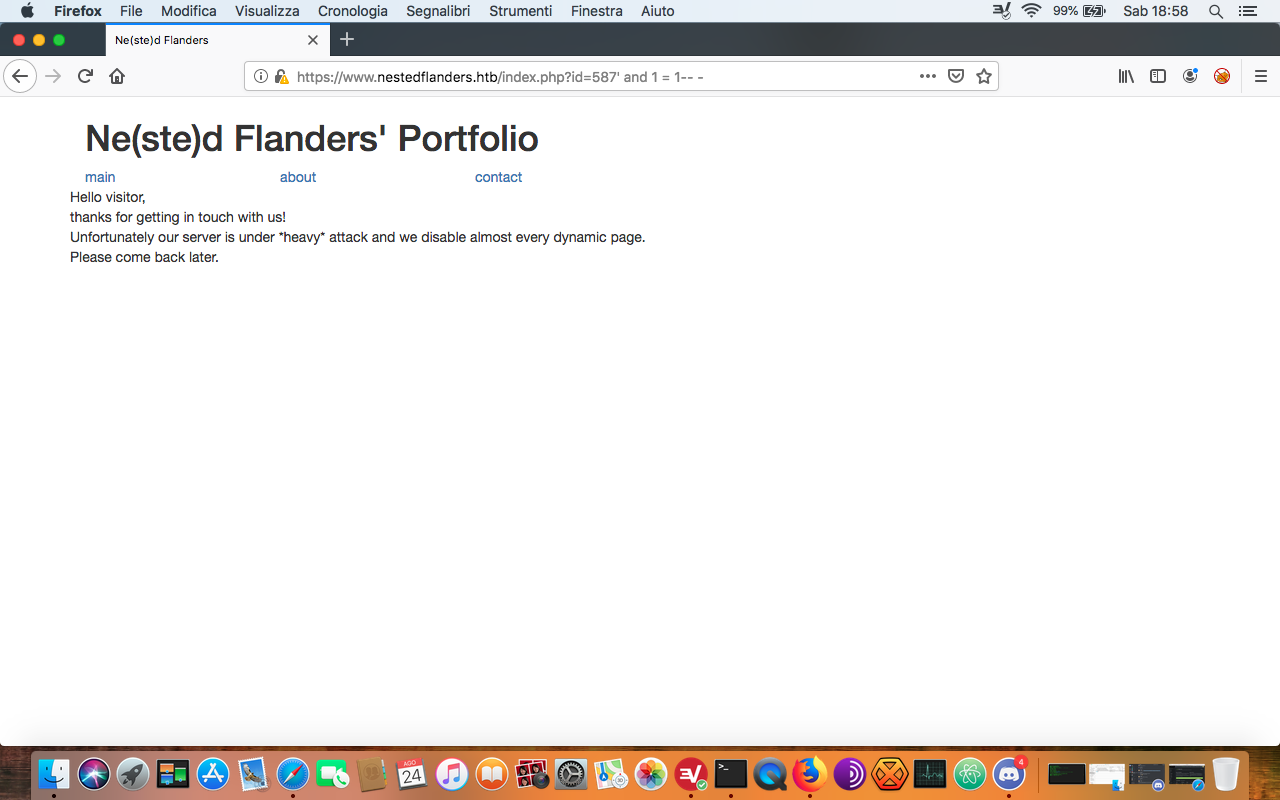 Firefox File Modifica Visualizza Cronologia Segnalibri Strumenti Finestra Aiuto 99% Sab 18:58
Ne(ste)d Flanders
https://www.nestedflanders.htb/index.php?id=587' and 1 = 1-- -
Ne(ste)d Flanders' Portfolio
main about contact
Hello visitor,
thanks for getting in touch with us!
Unfortunately our server is under *heavy* attack and we disable almost every dynamic page.
Please come back later.
AGO
24
4